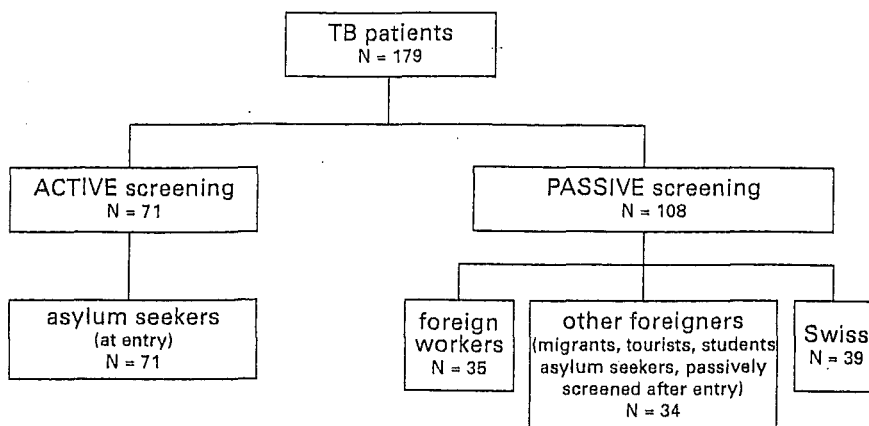 TB patients
N = 179
ACTIVE screening
N = 71
PASSIVE screening
N = 108
asylum seekers
(at entry)
N = 71
foreign
workers
N = 35
other foreigners
(migrants, tourists, students
asylum seekers, passively
screened after entry)
N = 34
Swiss
N = 39